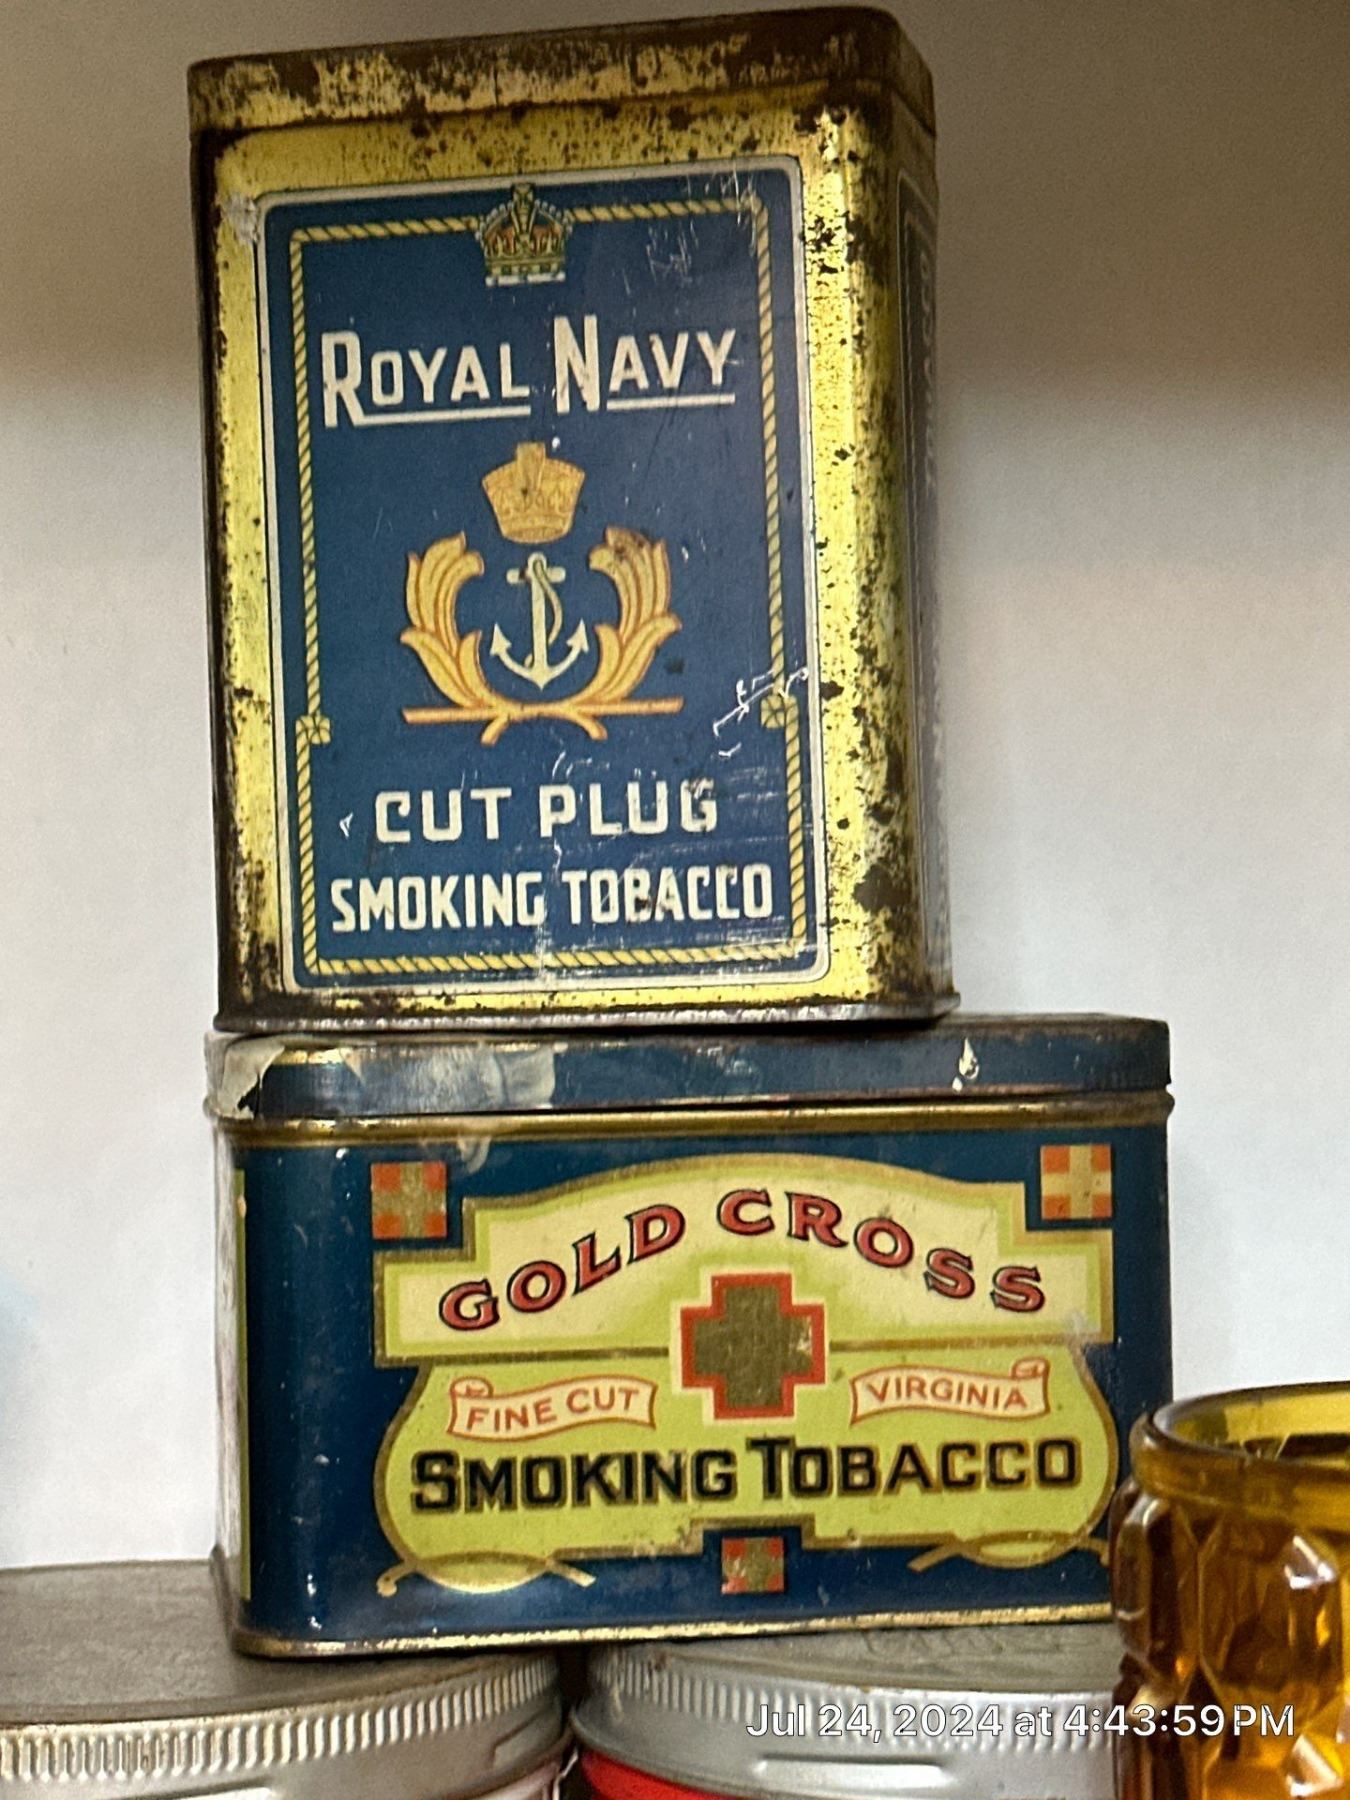 ROYAL NAVY
CUT PLUG
SMOKING TOBACCO
GOLD CROSS
FINE CUT VIRGINIA
SMOKING TOBACCO
Jul 24, 2024 at 4:43:59 PM